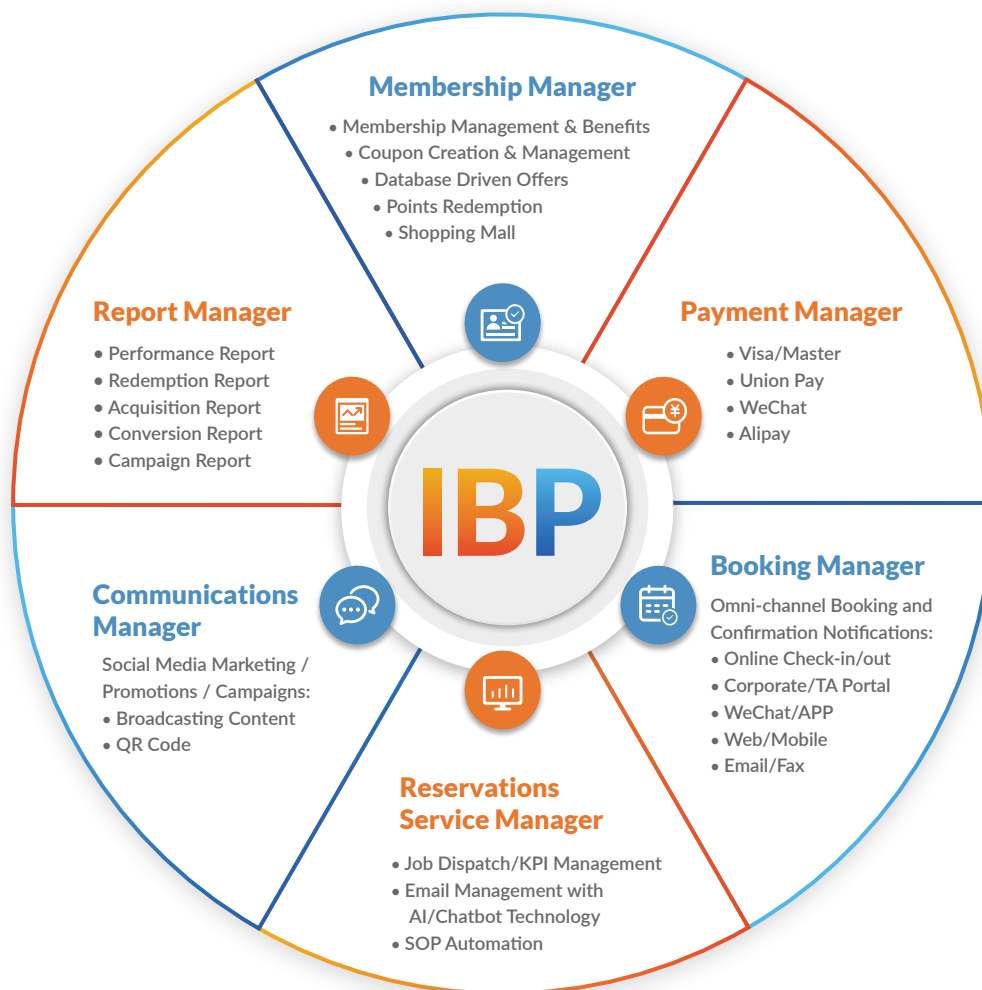 Membership Manager
• Membership Management & Benefits
• Coupon Creation & Management
• Database Driven Offers
• Points Redemption
• Shopping Mall
Payment Manager
• Visa/Master
• Union Pay
• WeChat
• Alipay
Booking Manager
Omni-channel Booking and
Confirmation Notifications:
• Online Check-in/out
• Corporate/TA Portal
• WeChat/APP
• Web/Mobile
• Email/Fax
Reservations
Service Manager
• Job Dispatch/KPI Management
• Email Management with
AI/Chatbot Technology
• SOP Automation
Communications
Manager
Social Media Marketing /
Promotions / Campaigns:
• Broadcasting Content
• QR Code
Report Manager
• Performance Report
• Redemption Report
• Acquisition Report
• Conversion Report
• Campaign Report
IBP
¥